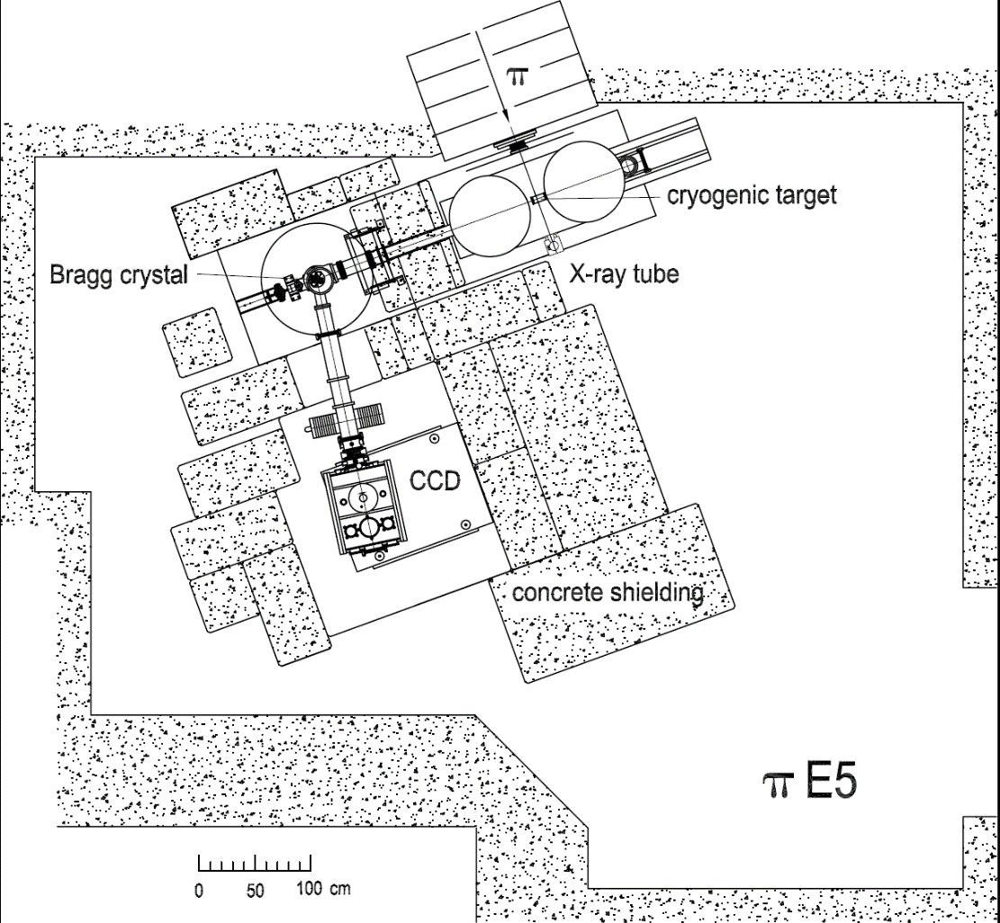 π
cryogenic target
Bragg crystal
X-ray tube
CCD
concrete shielding
π E5
0 50 100 cm